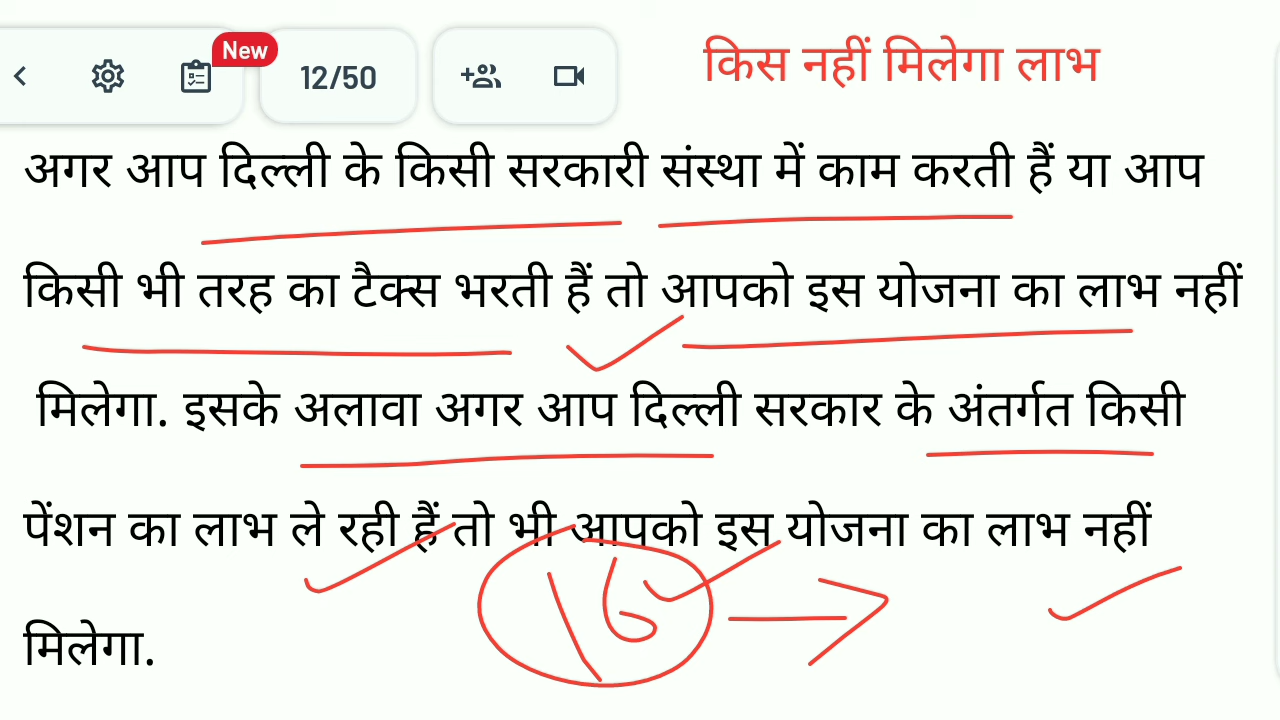 New
12/50
किस नहीं मिलेगा लाभ
अगर आप दिल्ली के किसी सरकारी संस्था में काम करती हैं या आप
किसी भी तरह का टैक्स भरती हैं तो आपको इस योजना का लाभ नहीं
मिलेगा. इसके अलावा अगर आप दिल्ली सरकार के अंतर्गत किसी
पेंशन का लाभ ले रही हैं तो भी आपको इस योजना का लाभ नहीं
मिलेगा.
16